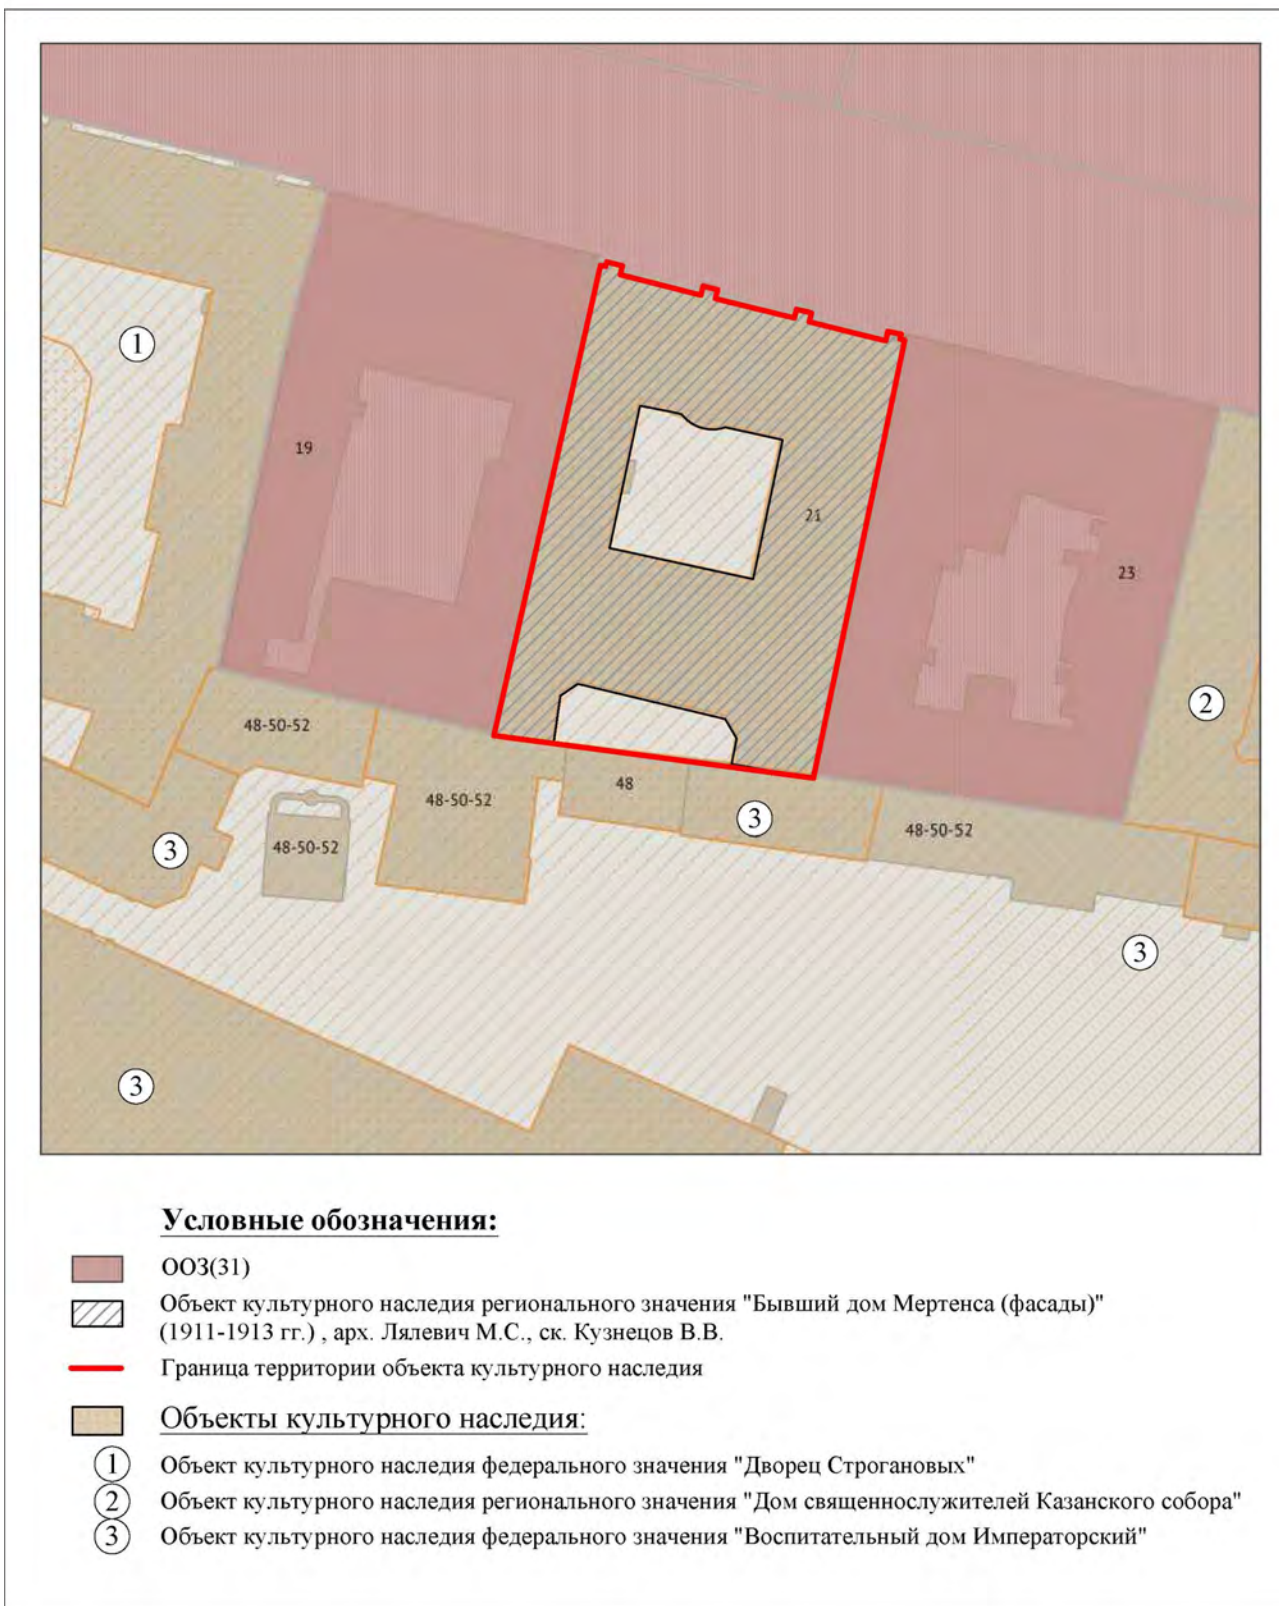 1
19
21
23
2
48-50-52
48-50-52
48
3
48-50-52
3
48-50-52
3
3
Условные обозначения:
ООЗ(31)
Объект культурного наследия регионального значения "Бывший дом Мертенса (фасады)"
(1911-1913 гг.) , арх. Лялевич М.С., ск. Кузнецов В.В.
Граница территории объекта культурного наследия
Объекты культурного наследия:
1 Объект культурного наследия федерального значения "Дворец Строгановых"
2 Объект культурного наследия регионального значения "Дом священнослужителей Казанского собора"
3 Объект культурного наследия федерального значения "Воспитательный дом Императорский"